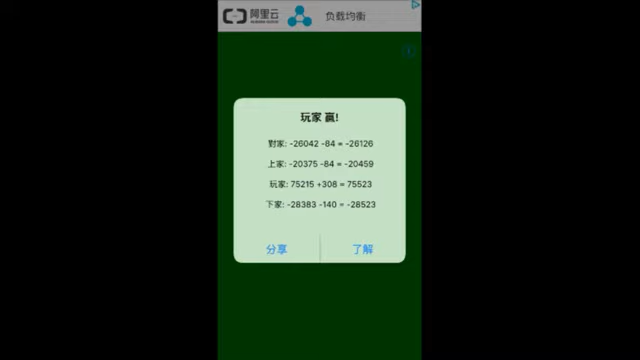 阿里云
负载均衡
玩家 贏!
對家: -26042 -84 = -26126
上家: -20375 -84 = -20459
玩家: 75215 +308 = 75523
下家: -28383 -140 = -28523
分享
了解